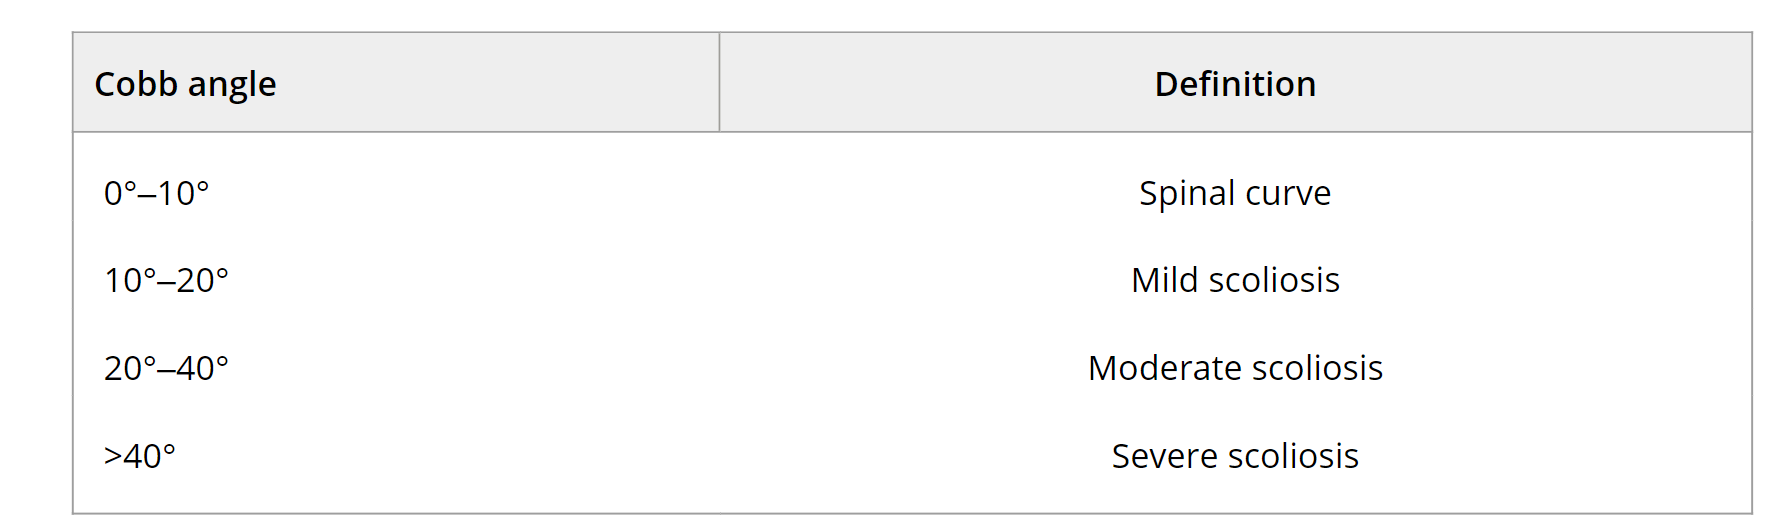 Cobb angle Definition
0°–10° Spinal curve
10°–20° Mild scoliosis
20°–40° Moderate scoliosis
>40° Severe scoliosis